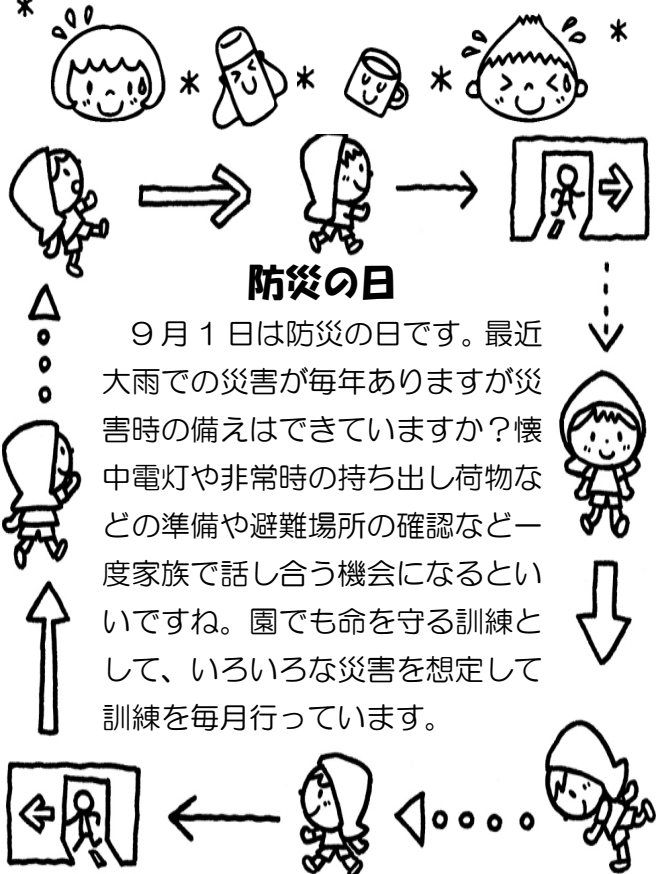 防災の日
９月１日は防災の日です。最近
大雨での災害が毎年ありますが災
害時の備えはできていますか？懐
中電灯や非常時の持ち出し荷物な
どの準備や避難場所の確認など一
度家族で話し合う機会になるとい
いですね。園でも命を守る訓練と
して、いろいろな災害を想定して
訓練を毎月行っています。